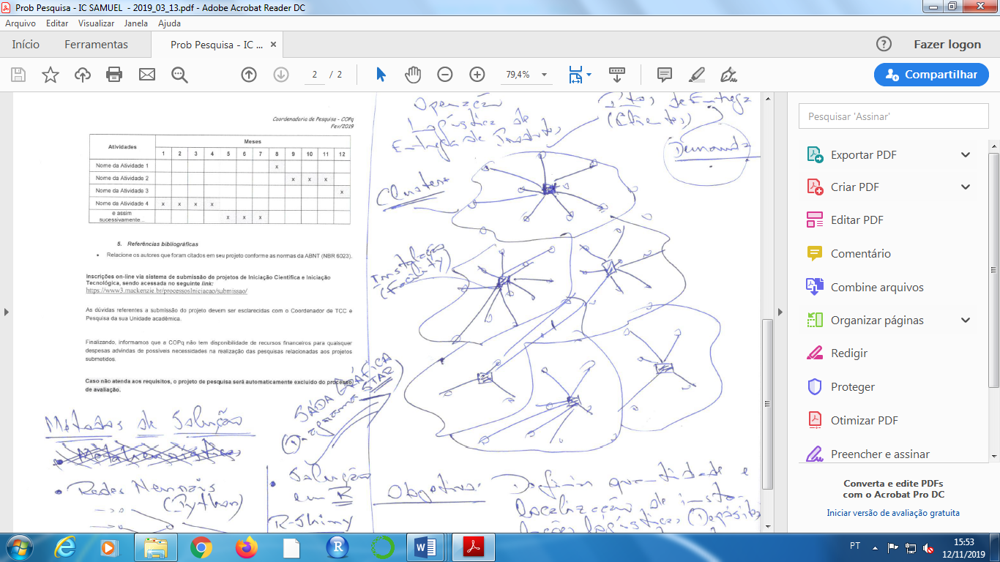 Prob Pesquisa - IC SAMUEL - 2019_03_13.pdf - Adobe Acrobat Reader DC
Arquivo Editar Visualizar Janela Ajuda
Início Ferramentas Prob Pesquisa - IC ... × Fazer logon
2 / 2 79,4% Compartilhar
Coordenadoria de Pesquisa - COPq
Fev/2019
Atividades Meses
1 2 3 4 5 6 7 8 9 10 11 12
Nome da Atividade 1 x
Nome da Atividade 2 x x x
Nome da Atividade 3 x
Nome da Atividade 4 x x x x
e assim
sucessivamente... x x x
5. Referências bibliográficas
• Relacione os autores que foram citados em seu projeto conforme as normas da ABNT (NBR 6023).
Inscrições on-line via sistema de submissão de projetos de Iniciação Científica e Iniciação
Tecnológica, sendo acessada no seguinte link:
https://www3.mackenzie.br/processosIniciacao/submissao/
As dúvidas referentes a submissão do projeto devem ser esclarecidas com o Coordenador de TCC e
Pesquisa da sua Unidade acadêmica.
Finalizando, informamos que a COPq não tem disponibilidade de recursos financeiros para quaisquer
despesas advindas de possíveis necessidades na realização das pesquisas relacionadas aos projetos
submetidos.
Caso não atenda aos requisitos, o projeto de pesquisa será automaticamente excluído do processo
de avaliação.
Métodos de Solução
• Redes Neurais
(Python)
SAÍDA GRÁFICA
STAR
• Solução
em R
R-Shiny
Operação
Logística de
Entrega de Produtos
Ptos de Entrega
(Clientes)
Demanda
Clusters
Instalação
Objetivo: Definir quantidade e
localização de insta-
lações logísticas (Depósito
Pesquisar 'Assinar'
Exportar PDF
Criar PDF
Editar PDF
Comentário
Combine arquivos
Organizar páginas
Redigir
Proteger
Otimizar PDF
Preencher e assinar
Converta e edite PDFs
com o Acrobat Pro DC
Iniciar versão de avaliação gratuita
PT 15:53
12/11/2019